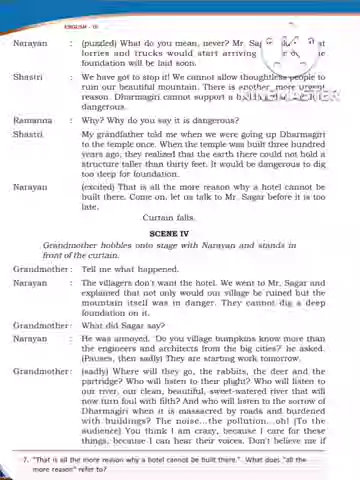 ENGLISH - IX
Narayan : (puzzled) What do you mean, never? Mr. Sagar
lorries and trucks would start arriving
foundation will be laid soon.
Shastri : We have got to stop it! We cannot allow thoughtless people to
ruin our beautiful mountain. There is another, more urgent
reason. Dharmagiri cannot support a
dangerous.
Ramanna : Why? Why do you say it is dangerous?
Shastri : My grandfather told me when we were going up Dharmagiri
to the temple once. When the temple was built three hundred
years ago, they realized that the earth there could not hold a
structure taller than thirty feet. It would be dangerous to dig
too deep for foundation.
Narayan : (excited) That is all the more reason why a hotel cannot be
built there. Come on, let us talk to Mr. Sagar before it is too
late.
Curtain falls.
SCENE IV
Grandmother hobbles onto stage with Narayan and stands in
front of the curtain.
Grandmother : Tell me what happened.
Narayan : The villagers don't want the hotel. We went to Mr. Sagar and
explained that not only would our village be ruined but the
mountain itself was in danger. They cannot dig a deep
foundation on it.
Grandmother : What did Sagar say?
Narayan : He was annoyed. 'Do you village bumpkins know more than
the engineers and architects from the big cities?' he asked.
(Pauses, then sadly) They are starting work tomorrow.
Grandmother : (sadly) Where will they go, the rabbits, the deer and the
partridge? Who will listen to their plight? Who will listen to
our river, our clean, beautiful, sweet-watered river that will
now turn foul with filth? And who will listen to the sorrow of
Dharmagiri when it is massacred by roads and burdened
with buildings? The noise...the pollution...oh! (To the
audience) You think I am crazy, because I care for these
things, because I can hear their voices. Don't believe me if
7. "That is all the more reason why a hotel cannot be built there." What does "all the
more reason" refer to?